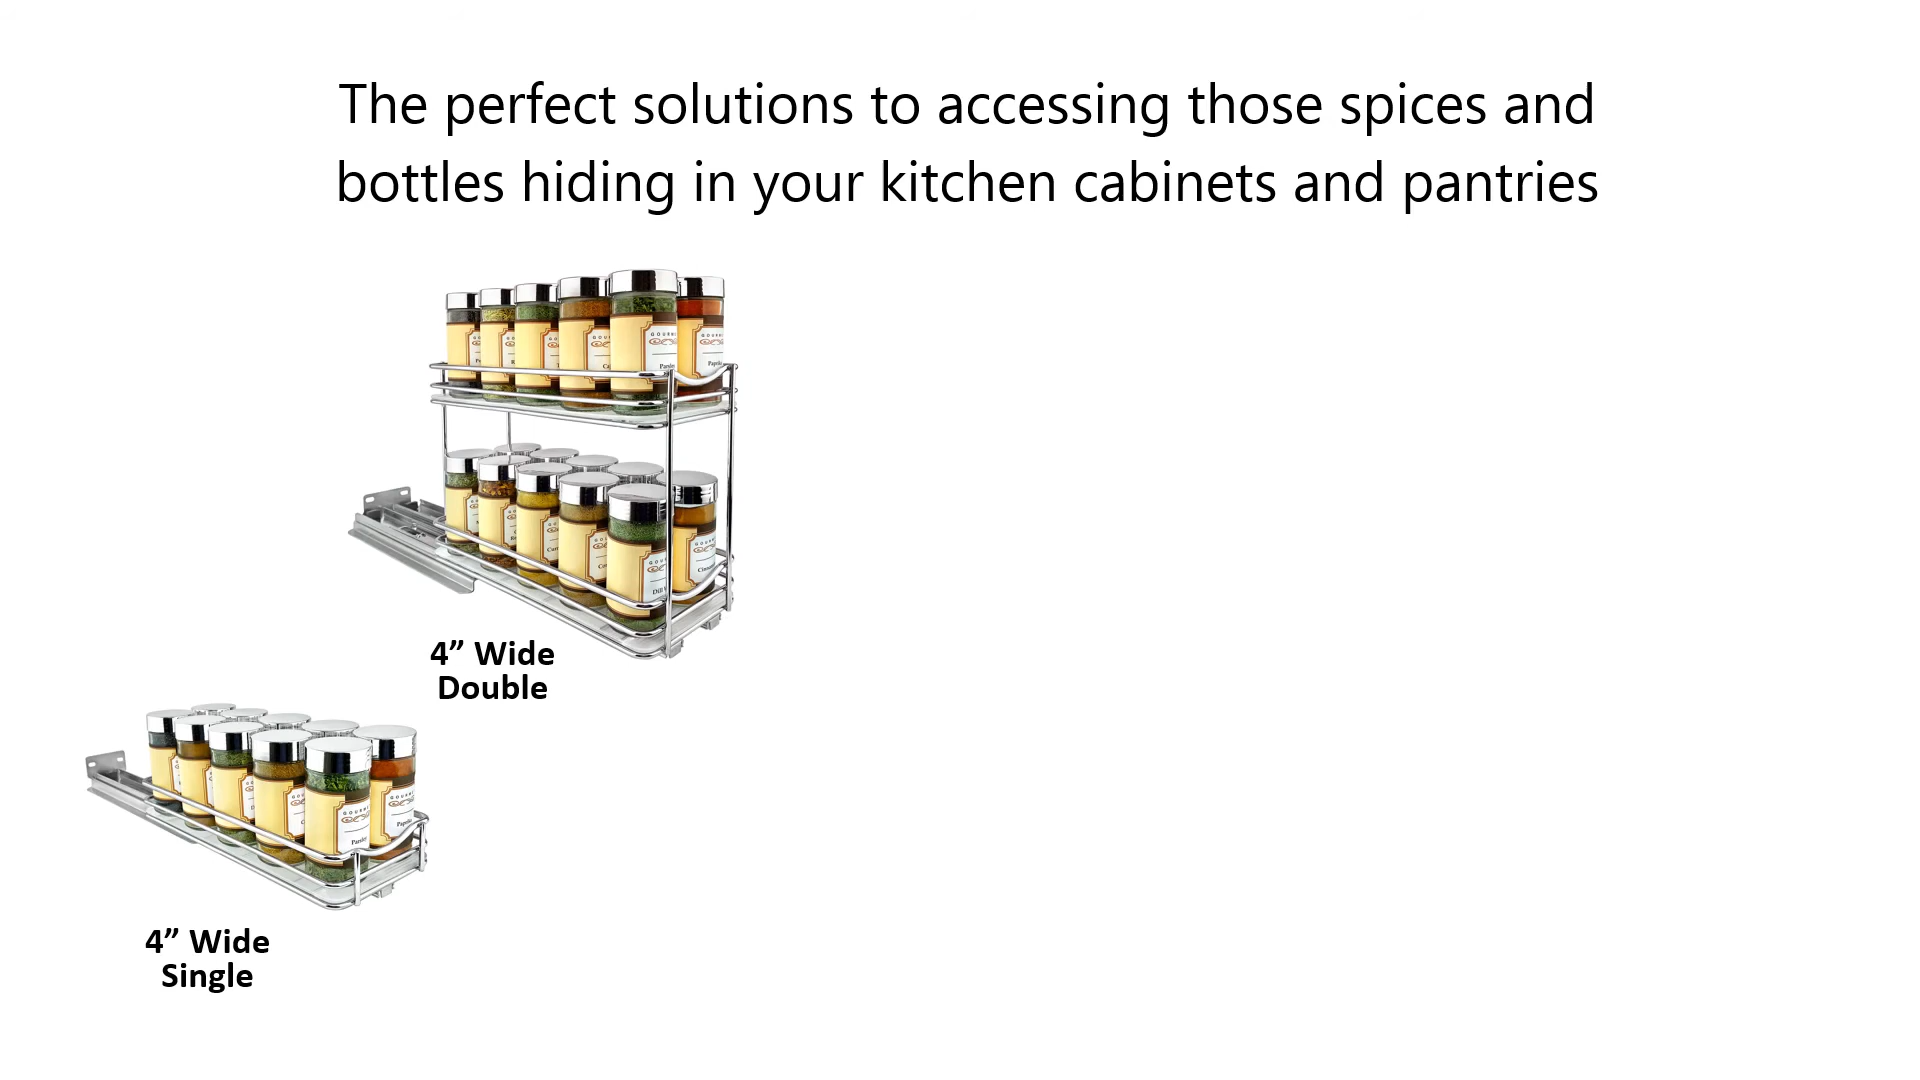 The perfect solutions to accessing those spices and
bottles hiding in your kitchen cabinets and pantries
4” Wide
Double
4” Wide
Single